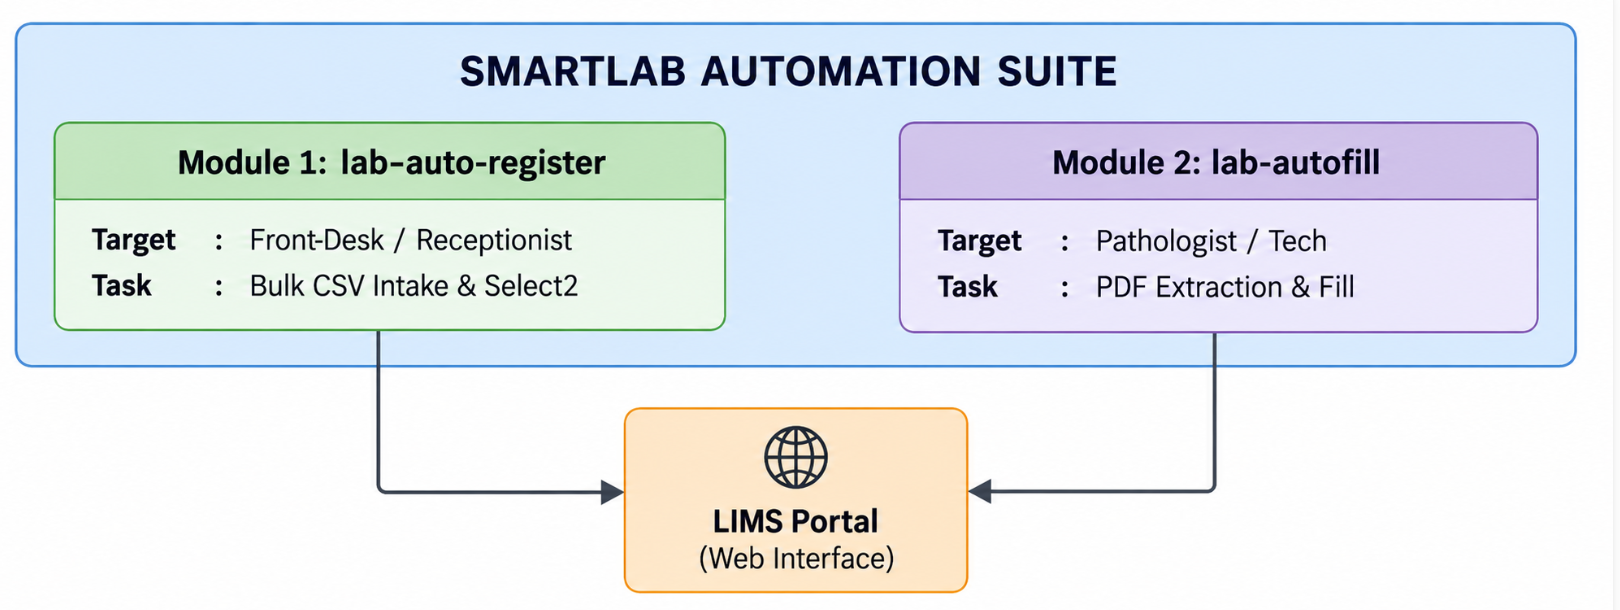 SMARTLAB AUTOMATION SUITE
Module 1: lab-auto-register
Target : Front-Desk / Receptionist
Task : Bulk CSV Intake & Select2
Module 2: lab-autofill
Target : Pathologist / Tech
Task : PDF Extraction & Fill
LIMS Portal
(Web Interface)